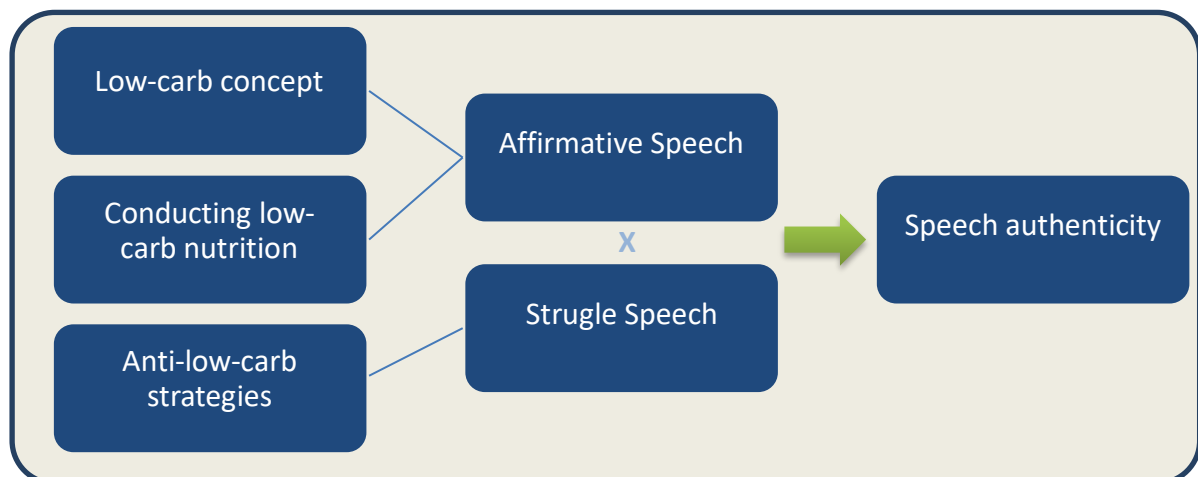 Low-carb concept
Conducting low-
carb nutrition
Anti-low-carb
strategies
Affirmative Speech
X
Strugle Speech
Speech authenticity